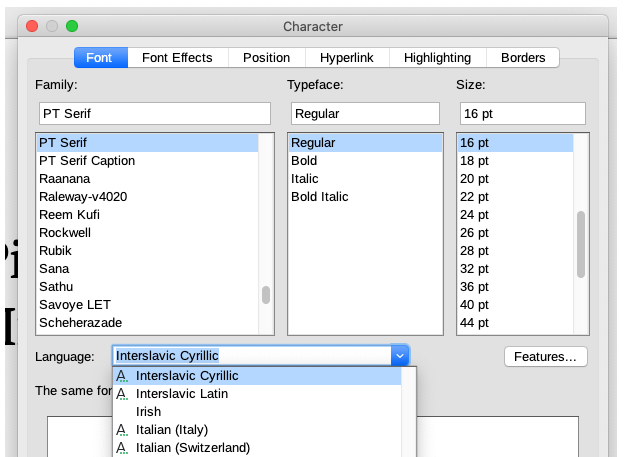 Character
Font Font Effects Position Hyperlink Highlighting Borders
Family: Typeface: Size:
PT Serif Regular 16 pt
PT Serif Regular 16 pt
PT Serif Caption Bold 18 pt
Raanana Italic 20 pt
Raleway-v4020 Bold Italic 22 pt
Reem Kufi 24 pt
Rockwell 26 pt
Rubik 28 pt
Sana 32 pt
Sathu 36 pt
Savoye LET 40 pt
Scheherazade 44 pt
Language: Interslavic Cyrillic Features...
Interslavic Cyrillic
The same Interslavic Latin
Irish
Italian (Italy)
Italian (Switzerland)